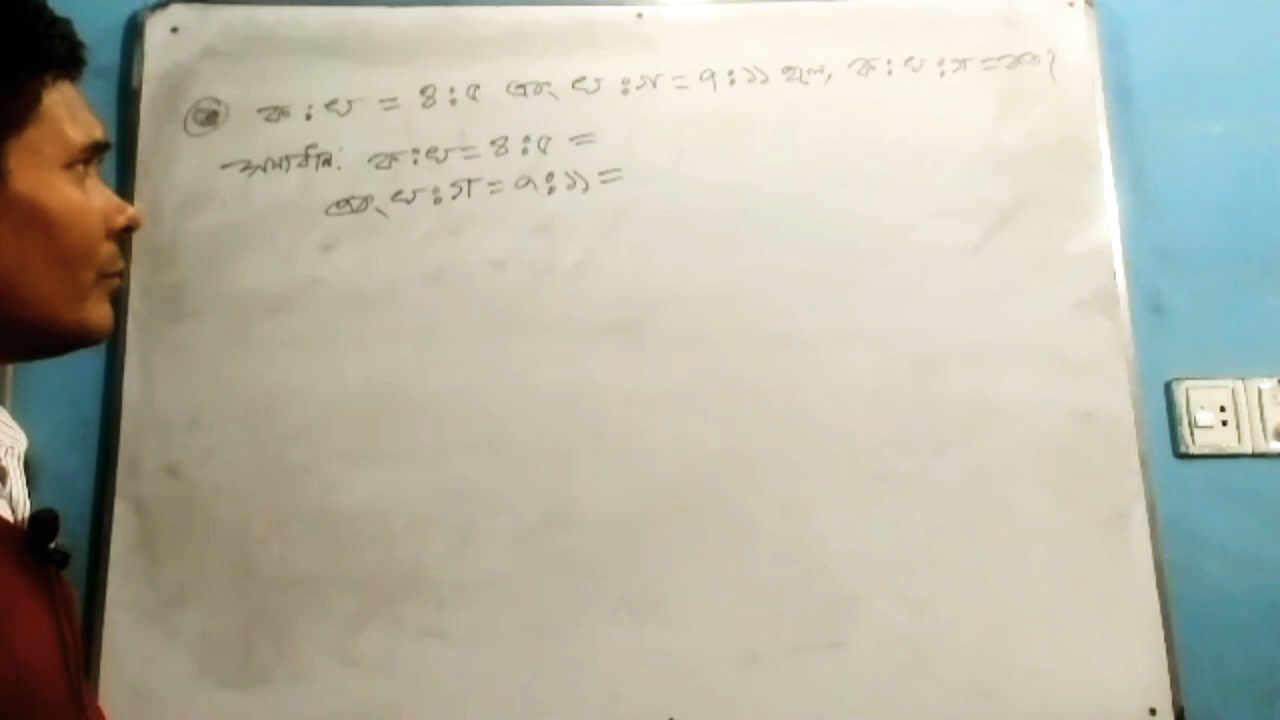 ক : খ = ৪ : ৫ এবং খ : গ = ৭ : ১১ হলে, ক : খ : গ = কত?
সমাধান: ক : খ = ৪ : ৫ =
এবং খ : গ = ৭ : ১১ =